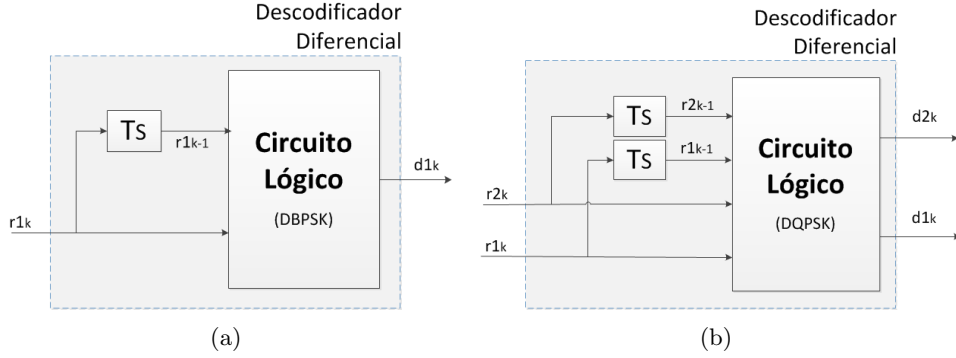 Descodificador
Diferencial
Ts
r1k-1
Circuito
Lógico
(DBPSK)
d1k
r1k
(a)
Descodificador
Diferencial
Ts
r2k-1
Ts
r1k-1
Circuito
Lógico
(DQPSK)
d2k
d1k
r2k
r1k
(b)